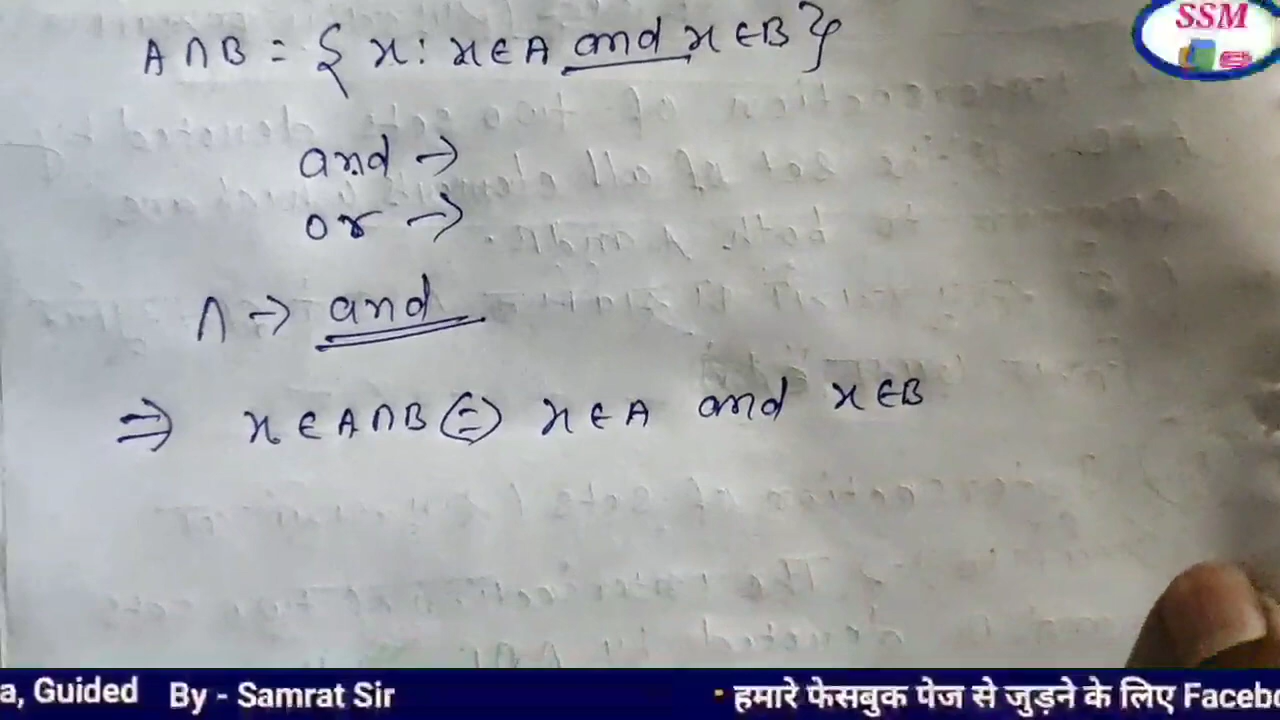 SSM
A ∩ B = { x : x ∈ A and x ∈ B }
and →
or →
∩ → and
⇒ x ∈ A ∩ B ⇔ x ∈ A and x ∈ B
a, Guided By - Samrat Sir
• हमारे फेसबुक पेज से जुड़ने के लिए Facebo